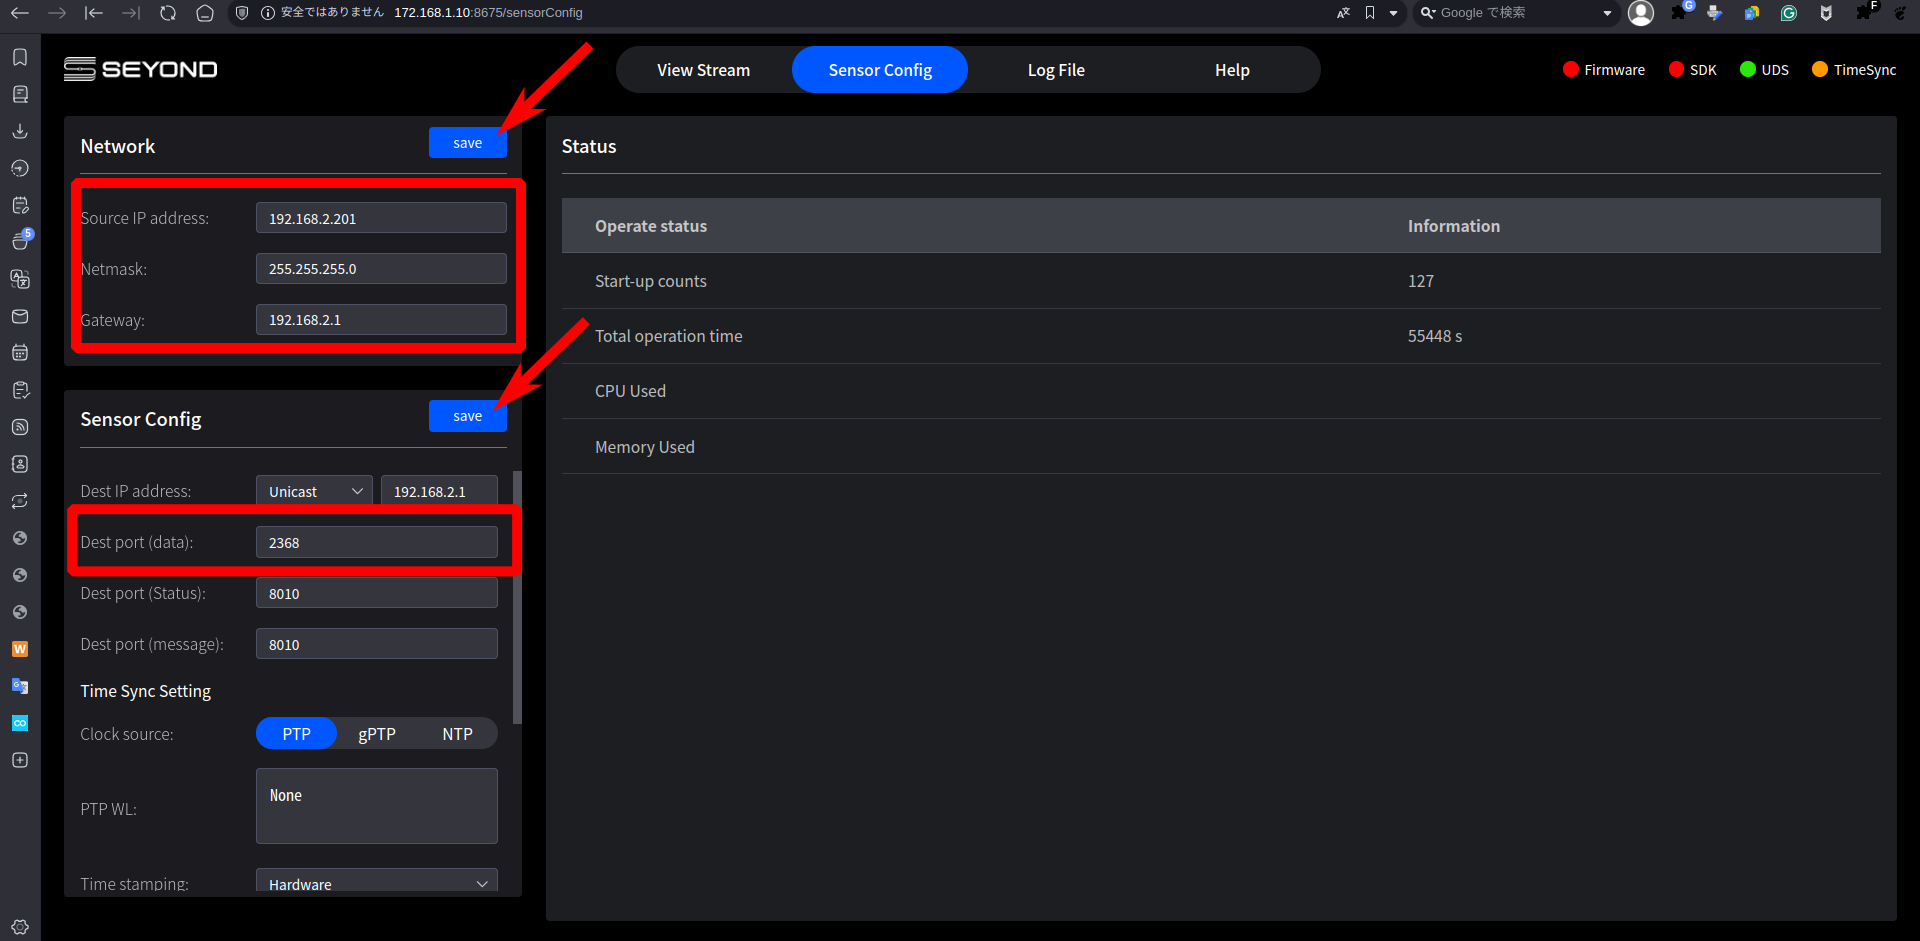 安全ではありません 172.168.1.10:8675/sensorConfig
Google で検索
G
F
SEYOND
View Stream
Sensor Config
Log File
Help
Firmware
SDK
UDS
TimeSync
5
W
Network
save
Source IP address:
192.168.2.201
Netmask:
255.255.255.0
Gateway:
192.168.2.1
Sensor Config
save
Dest IP address:
Unicast
192.168.2.1
Dest port (data):
2368
Dest port (Status):
8010
Dest port (message):
8010
Time Sync Setting
Clock source:
PTP
gPTP
NTP
PTP WL:
None
Time stamping:
Hardware
Status
Operate status
Information
Start-up counts
127
Total operation time
55448 s
CPU Used
Memory Used